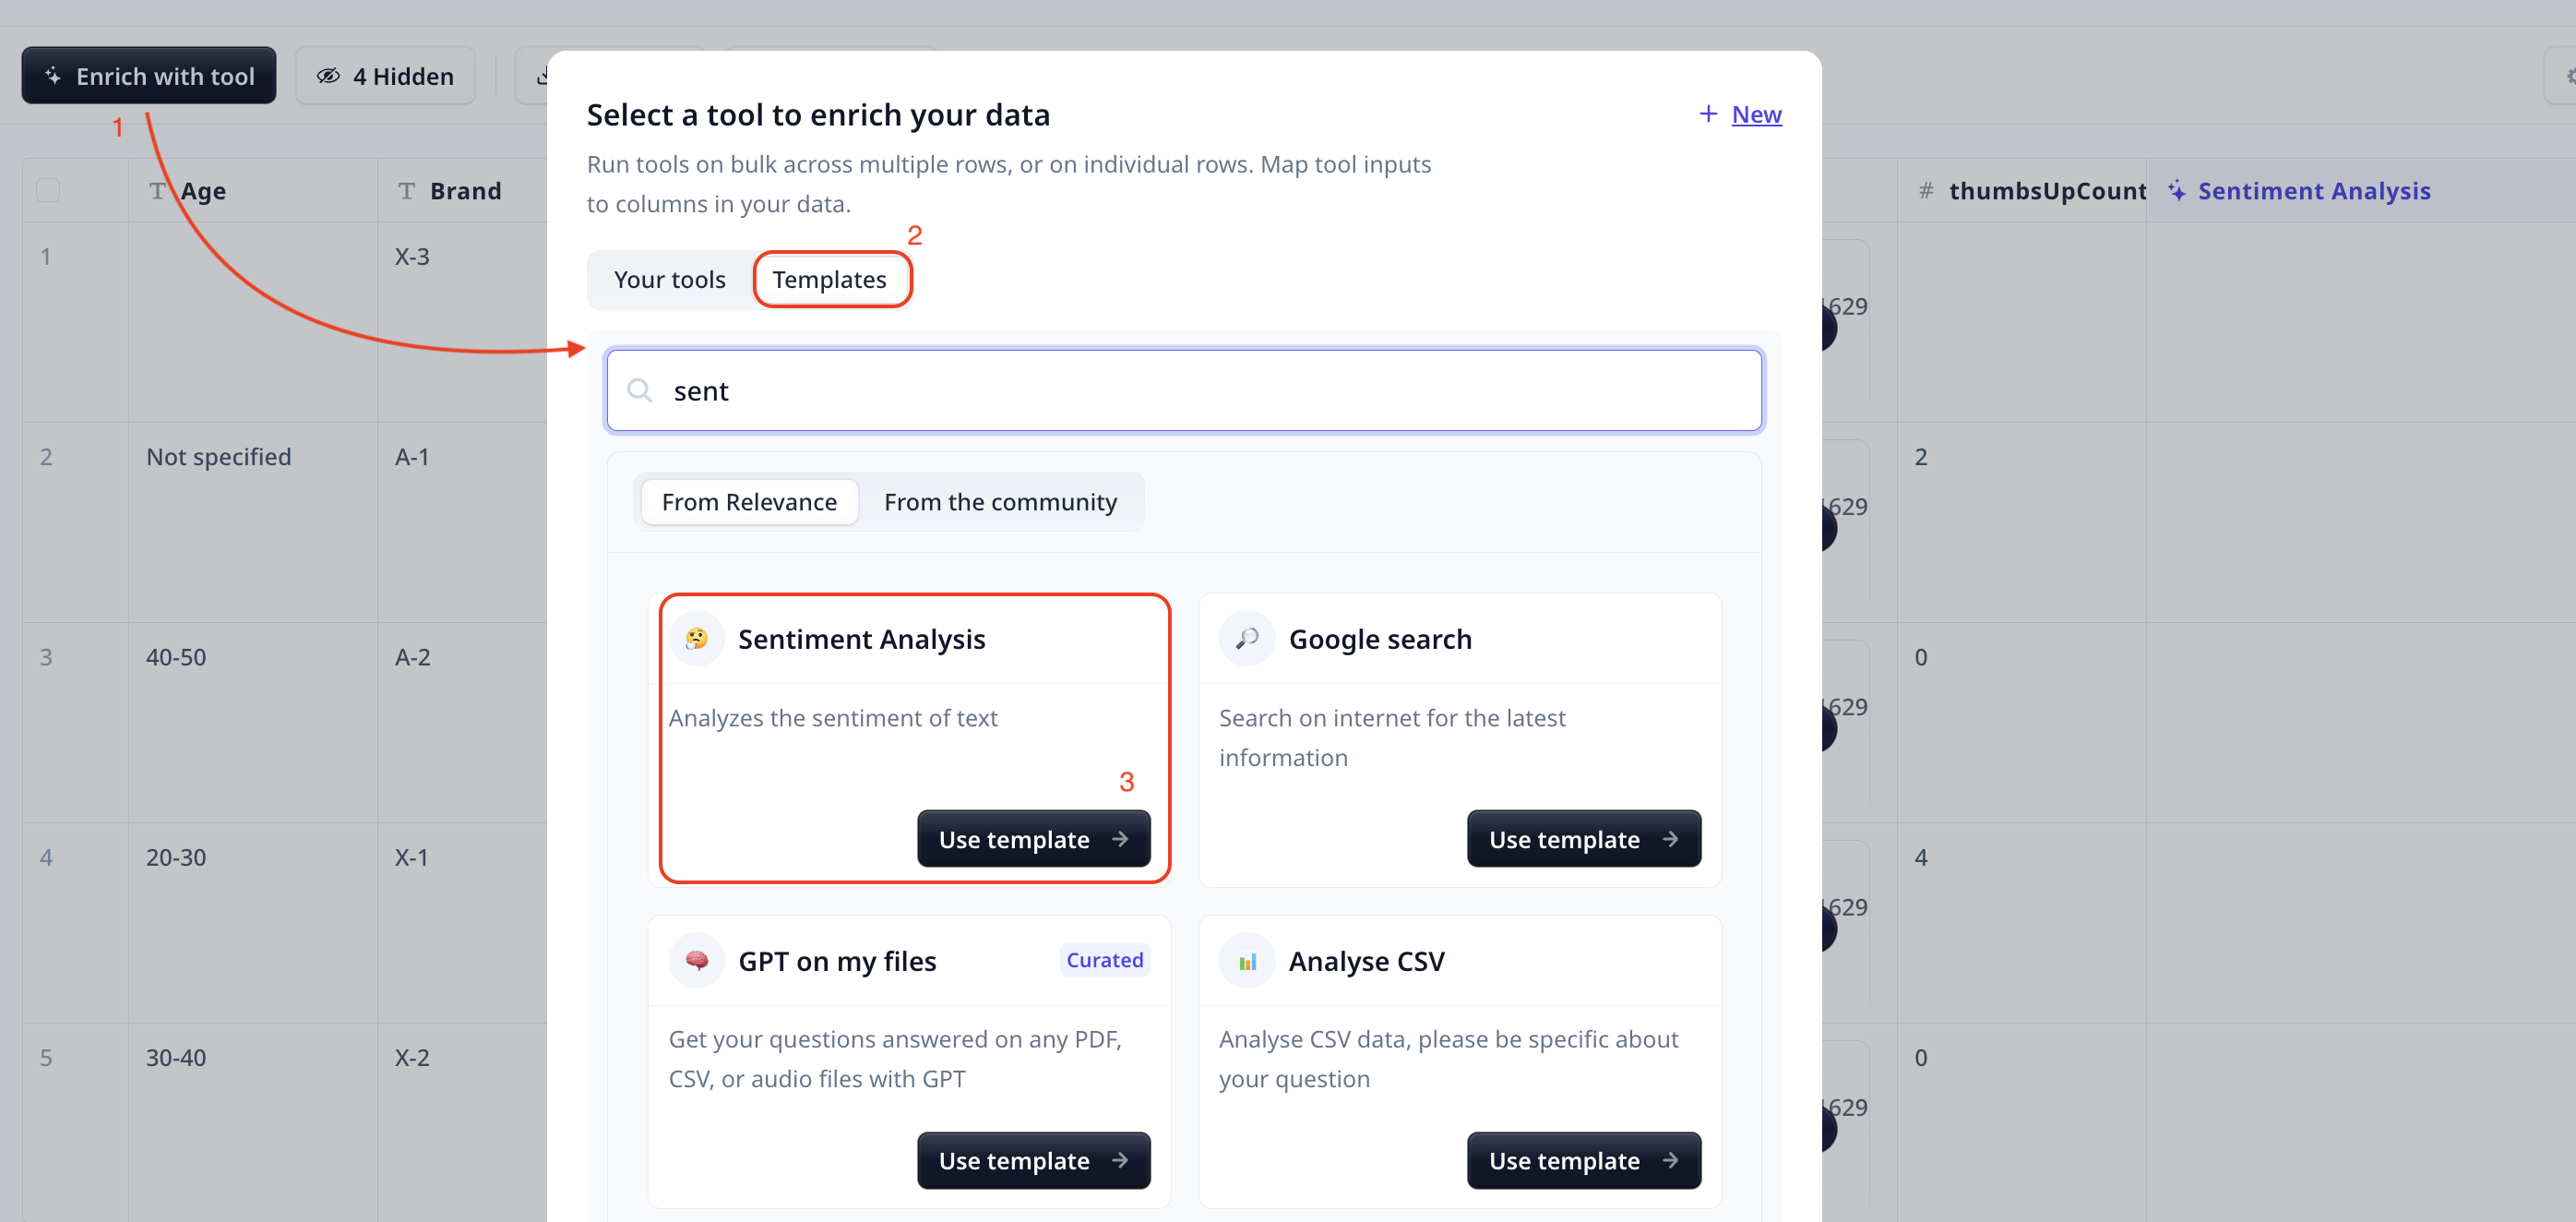 Enrich with tool
4 Hidden
1
Age
Brand
thumbsUpCount
Sentiment Analysis
1
X-3
2
Not specified
A-1
2
3
40-50
A-2
0
4
20-30
X-1
4
5
30-40
X-2
0
629
629
629
629
629
Select a tool to enrich your data
+ New
Run tools on bulk across multiple rows, or on individual rows. Map tool inputs
to columns in your data.
2
Your tools
Templates
sent
From Relevance
From the community
Sentiment Analysis
Analyzes the sentiment of text
3
Use template →
Google search
Search on internet for the latest
information
Use template →
GPT on my files
Curated
Get your questions answered on any PDF,
CSV, or audio files with GPT
Use template →
Analyse CSV
Analyse CSV data, please be specific about
your question
Use template →